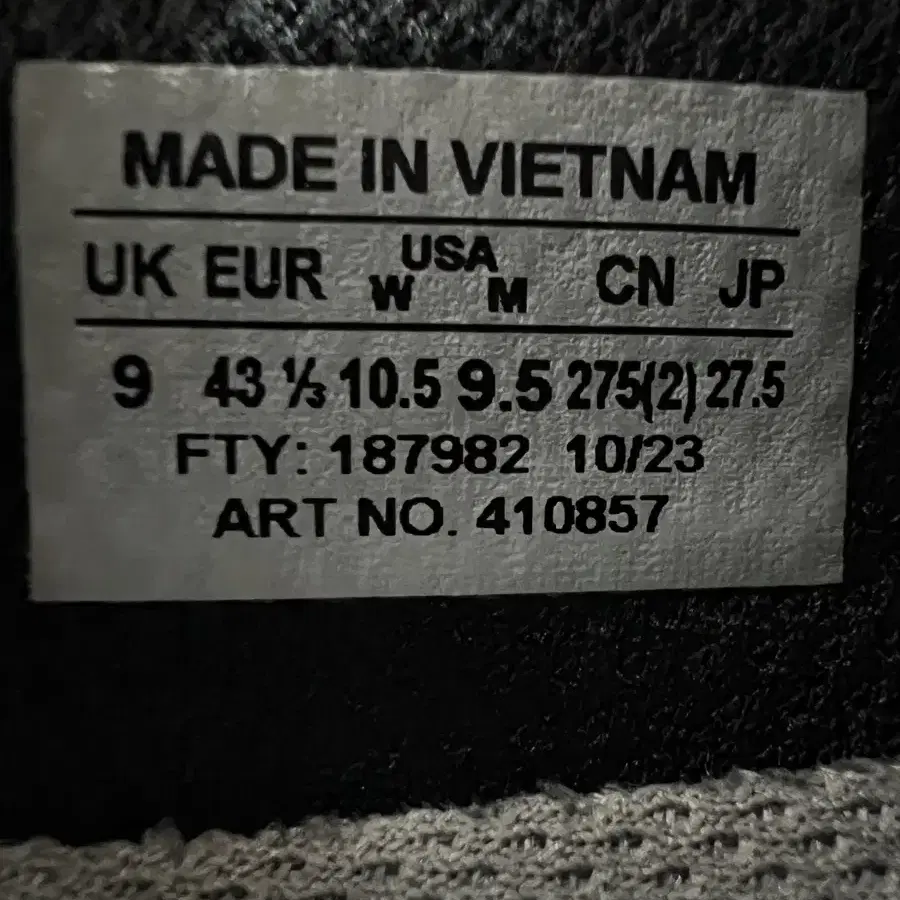 MADE IN VIETNAM
UK EUR USA CN JP
W M
9 43 ⅓ 10.5 9.5 275(2) 27.5
FTY: 187982 10/23
ART NO. 410857